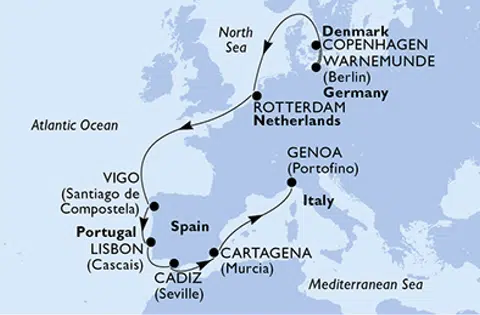 North
Sea
Denmark
COPENHAGEN
WARNEMUNDE
(Berlin)
Germany
ROTTERDAM
Netherlands
Atlantic Ocean
GENOA
(Portofino)
Italy
VIGO
(Santiago de
Compostela)
Spain
Portugal
LISBON
(Cascais)
CARTAGENA
(Murcia)
CADIZ
(Seville)
Mediterranean Sea